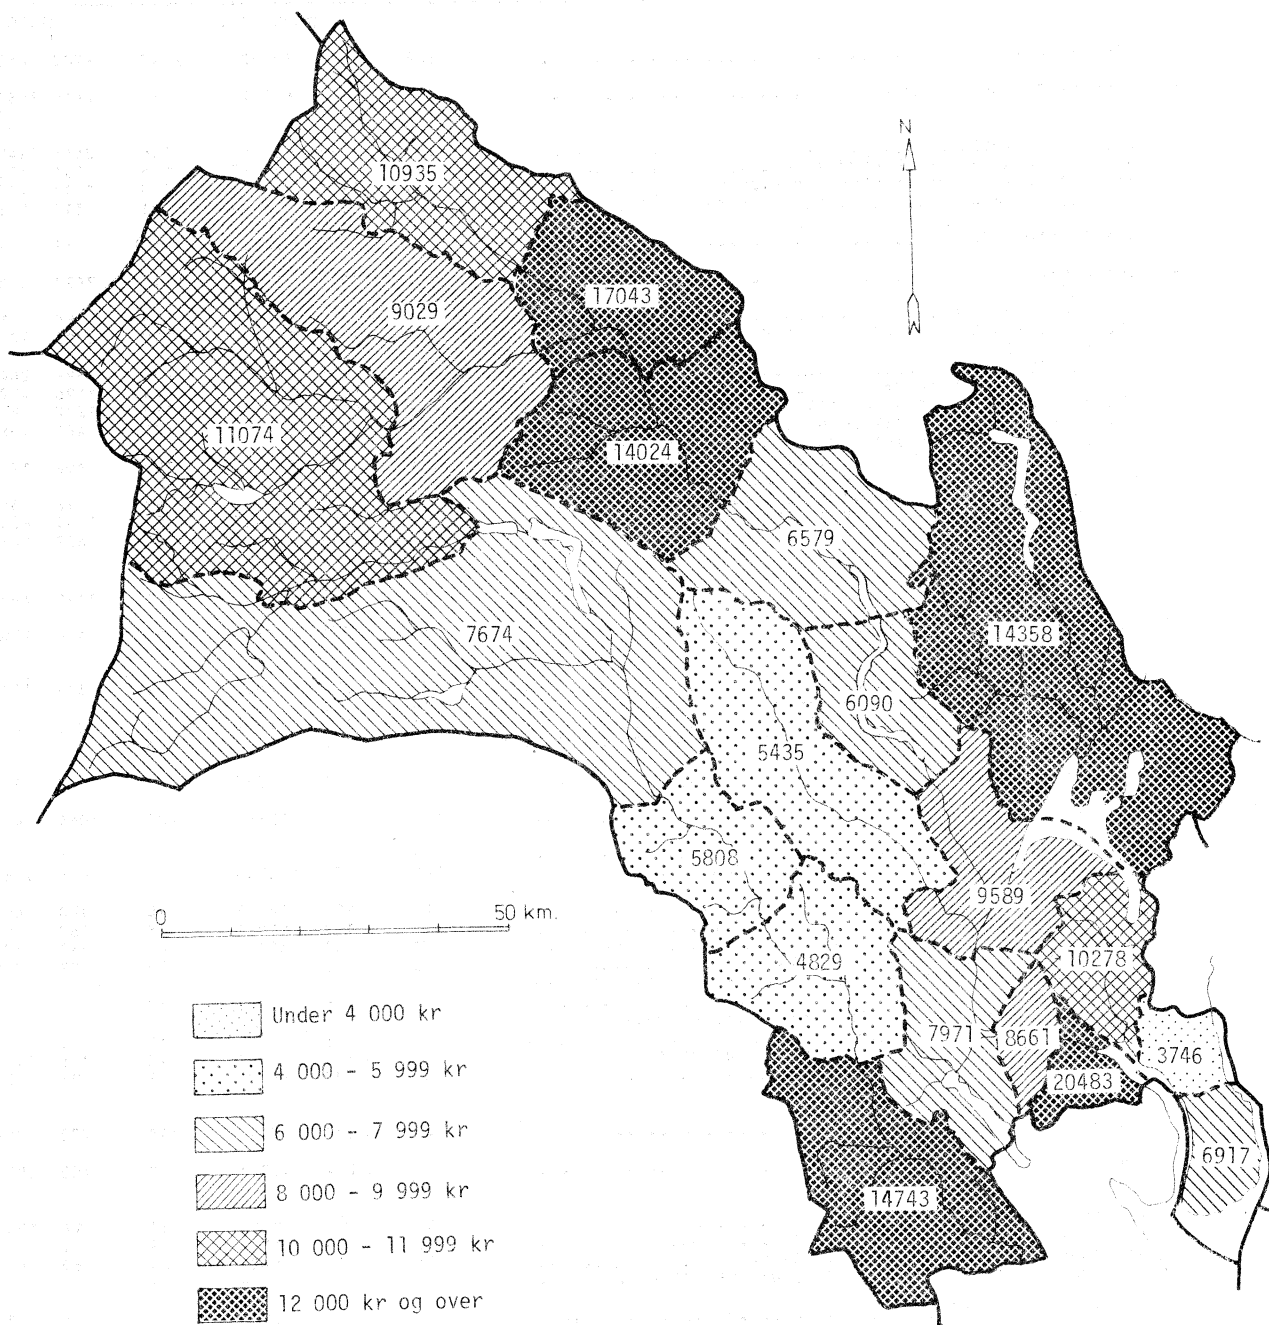 N
10935
17043
9029
11074
14024
6579
7674
14358
6090
5435
5808
9589
0 50 km.
4829
10278
Under 4 000 kr
7971
8661
3746
4 000 - 5 999 kr
20483
6 000 - 7 999 kr
6917
8 000 - 9 999 kr
14743
10 000 - 11 999 kr
12 000 kr og over